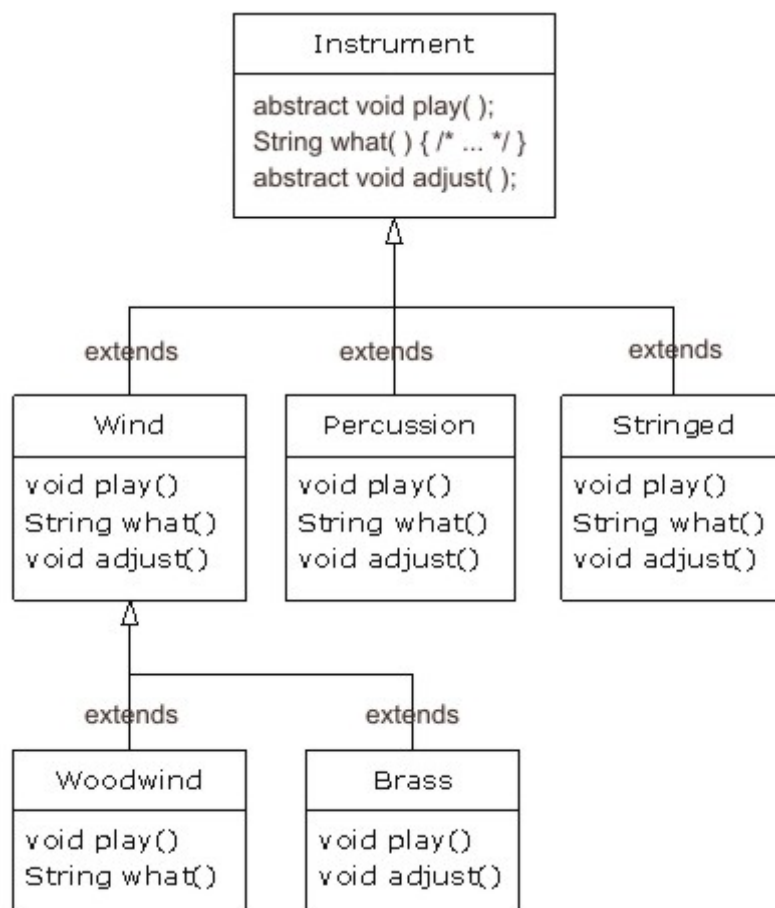 Instrument
abstract void play( );
String what( ) { /* ... */ }
abstract void adjust( );
extends
extends
extends
Wind
void play()
String what()
void adjust()
Percussion
void play()
String what()
void adjust()
Stringed
void play()
String what()
void adjust()
extends
extends
Woodwind
void play()
String what()
Brass
void play()
void adjust()